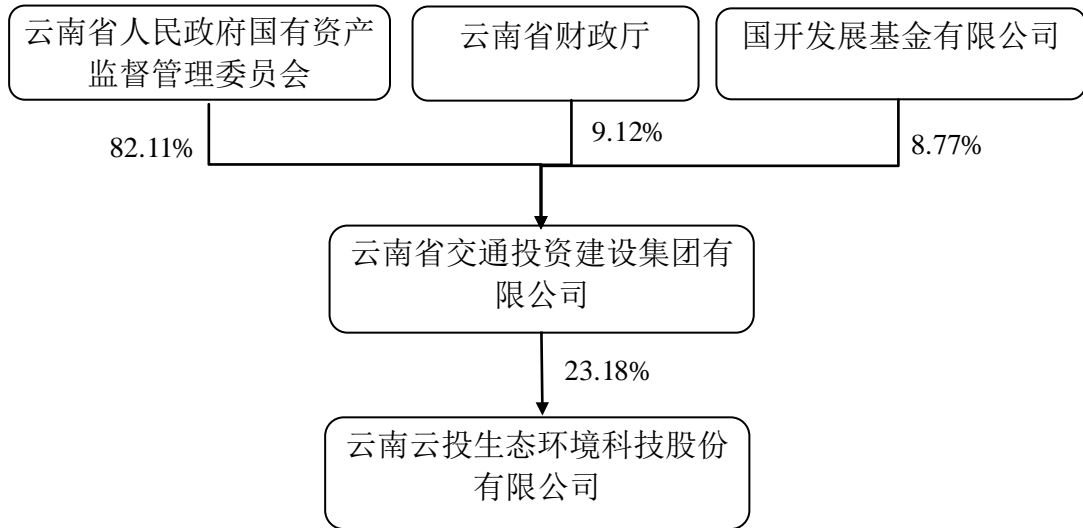 云南省人民政府国有资产
监督管理委员会
云南省财政厅
国开发展基金有限公司
82.11%
9.12%
8.77%
云南省交通投资建设集团有
限公司
23.18%
云南云投生态环境科技股份
有限公司